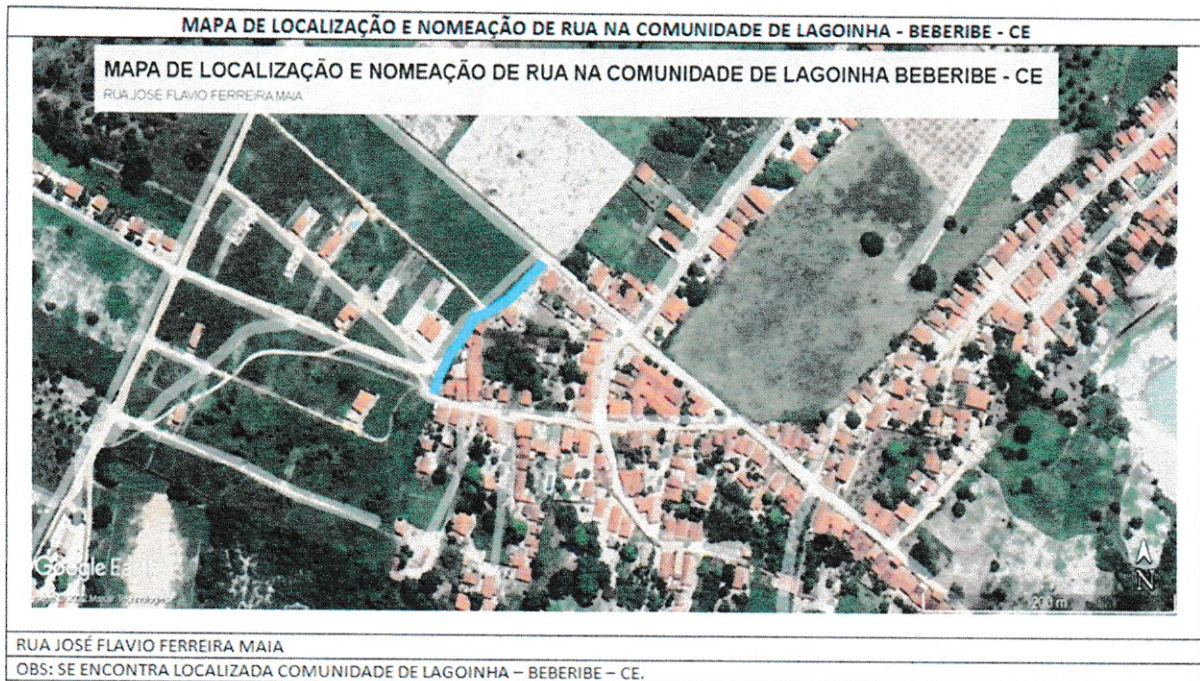 MAPA DE LOCALIZAÇÃO E NOMEAÇÃO DE RUA NA COMUNIDADE DE LAGOINHA - BEBERIBE - CE
MAPA DE LOCALIZAÇÃO E NOMEAÇÃO DE RUA NA COMUNIDADE DE LAGOINHA BEBERIBE - CE
RUA JOSÉ FLAVIO FERREIRA MAIA
Google Earth
N
RUA JOSÉ FLAVIO FERREIRA MAIA
OBS: SE ENCONTRA LOCALIZADA COMUNIDADE DE LAGOINHA – BEBERIBE – CE.